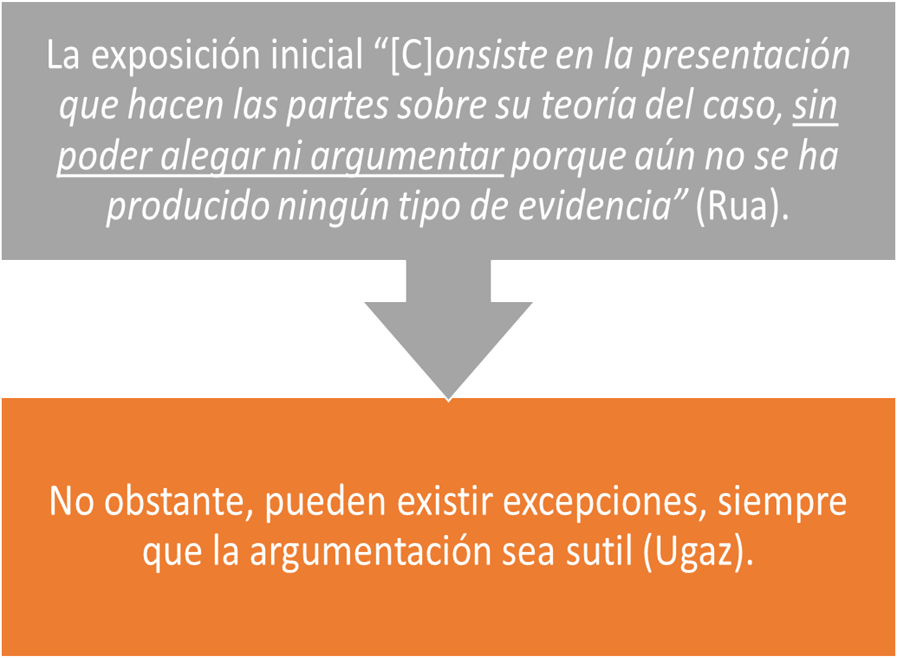 La exposición inicial “[C]onsiste en la presentación
que hacen las partes sobre su teoría del caso, sin
poder alegar ni argumentar porque aún no se ha
producido ningún tipo de evidencia” (Rua).
No obstante, pueden existir excepciones, siempre
que la argumentación sea sutil (Ugaz).